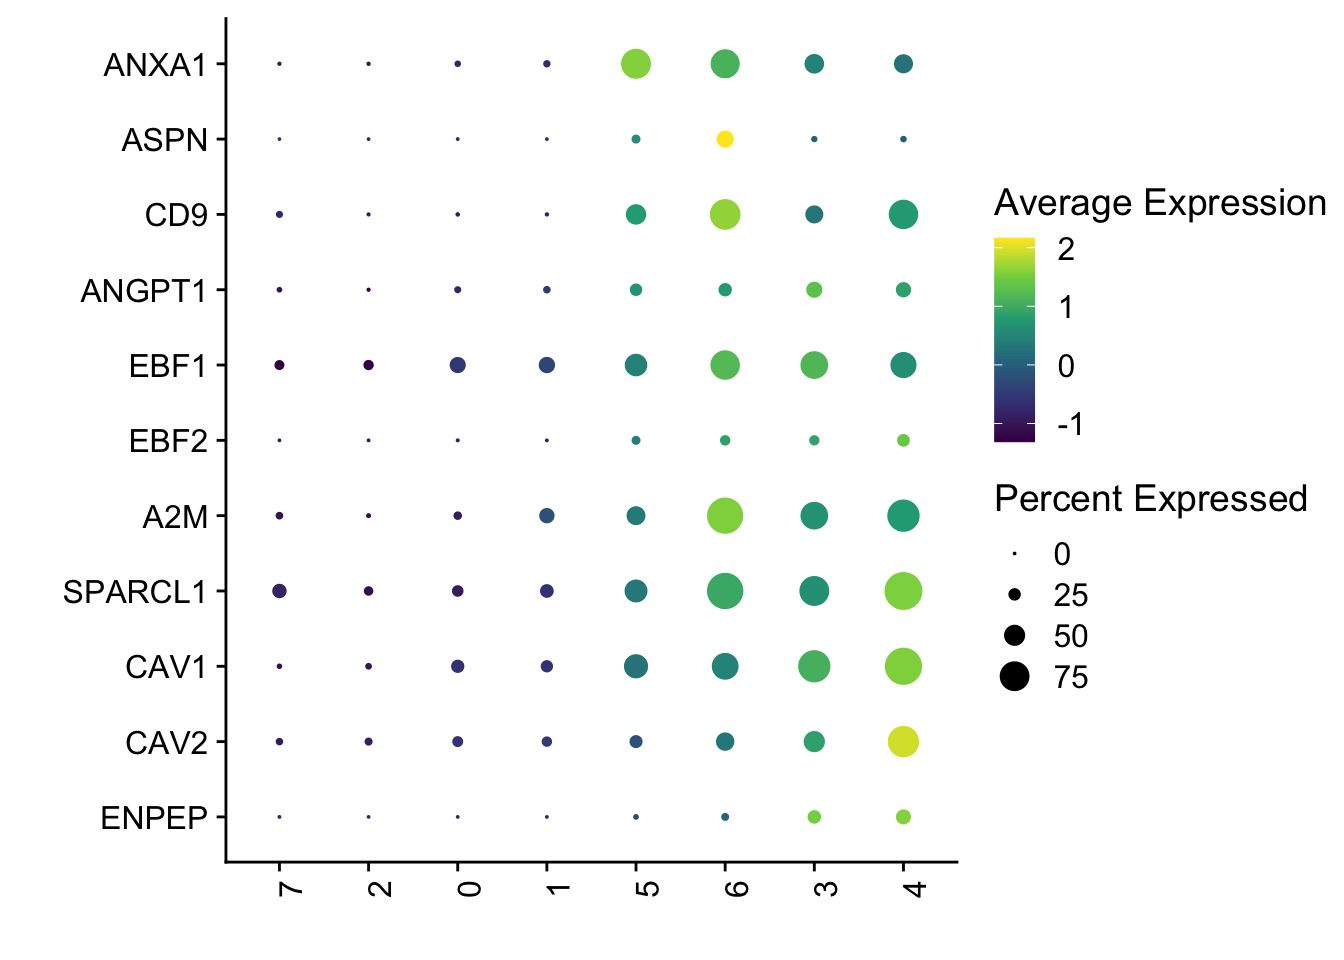 ANXA1
ASPN
CD9
ANGPT1
EBF1
EBF2
A2M
SPARCL1
CAV1
CAV2
ENPEP
7 2 0 1 5 6 3 4
Average Expression
2
1
0
-1
Percent Expressed
0
25
50
75